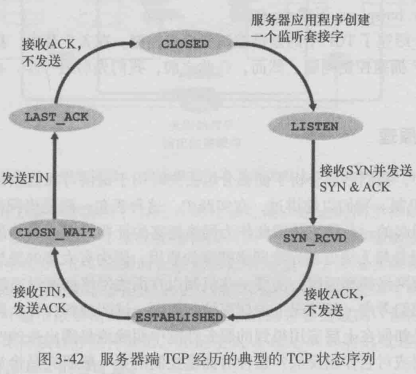 服务器应用程序创建
一个监听套接字
接收ACK,
不发送
CLOSED
LAST_ACK
LISTEN
发送FIN
接收SYN并发送
SYN & ACK
CLOSN_WAIT
SYN_RCVD
接收FIN,
发送ACK
接收ACK,
不发送
ESTABLISHED
图 3-42 服务器端 TCP 经历的典型的 TCP 状态序列